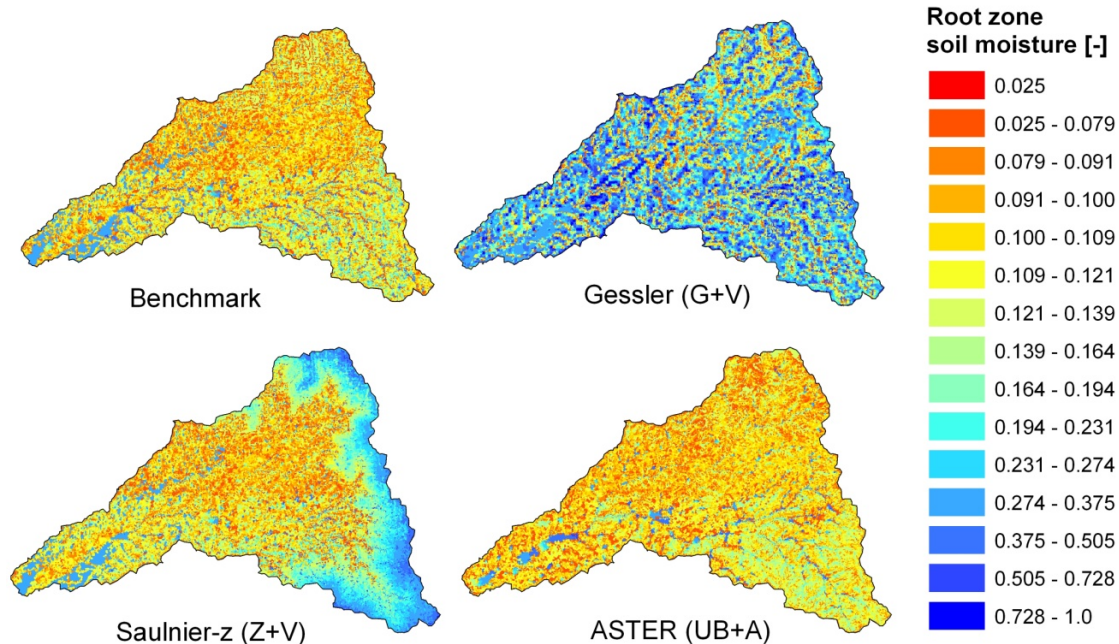 Benchmark
Gessler (G+V)
Saulnier-z (Z+V)
ASTER (UB+A)
Root zone
soil moisture [-]
0.025
0.025 - 0.079
0.079 - 0.091
0.091 - 0.100
0.100 - 0.109
0.109 - 0.121
0.121 - 0.139
0.139 - 0.164
0.164 - 0.194
0.194 - 0.231
0.231 - 0.274
0.274 - 0.375
0.375 - 0.505
0.505 - 0.728
0.728 - 1.0